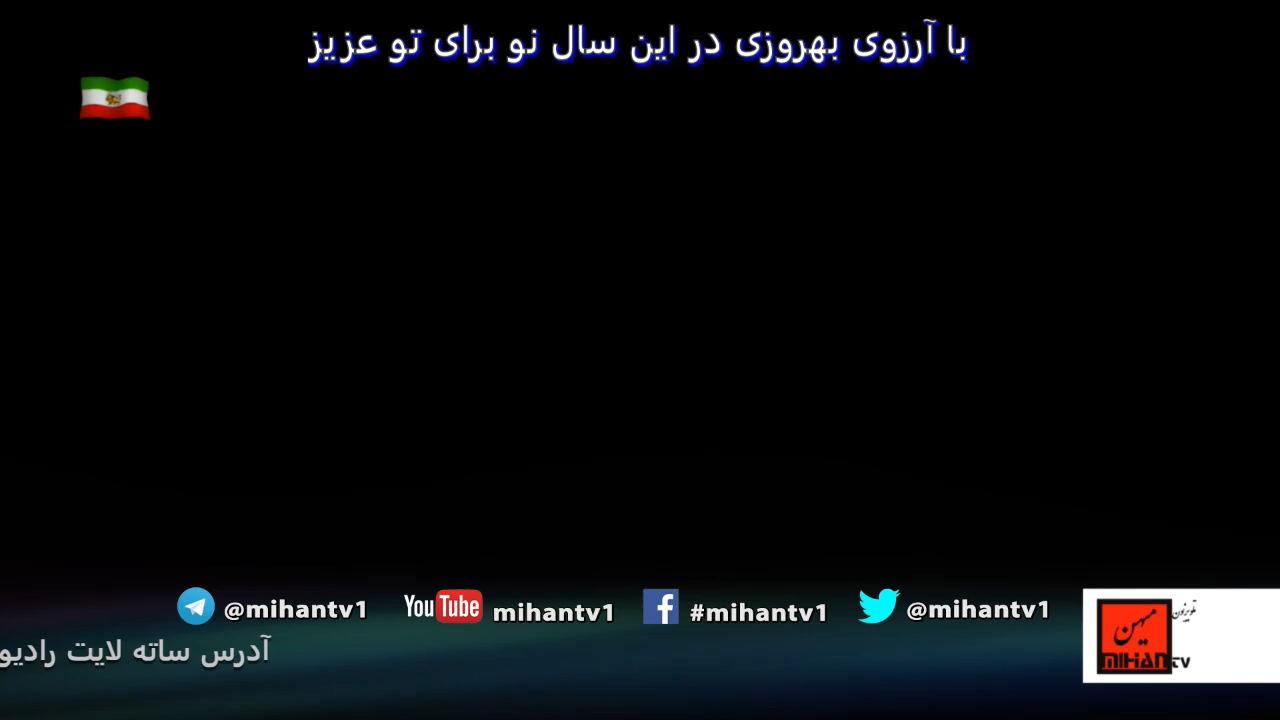 با آرزوی بهروزی در این سال نو برای تو عزیز
@mihantv1 YouTube mihantv1 #mihantv1 @mihantv1
آدرس ساته لایت رادیو
تلویزیون
میهن
MIHAN TV